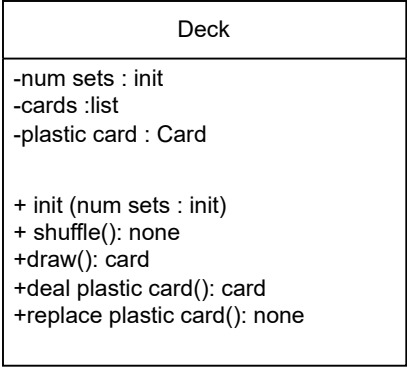 Deck
-num sets : init
-cards :list
-plastic card : Card
+ init (num sets : init)
+ shuffle(): none
+draw(): card
+deal plastic card(): card
+replace plastic card(): none